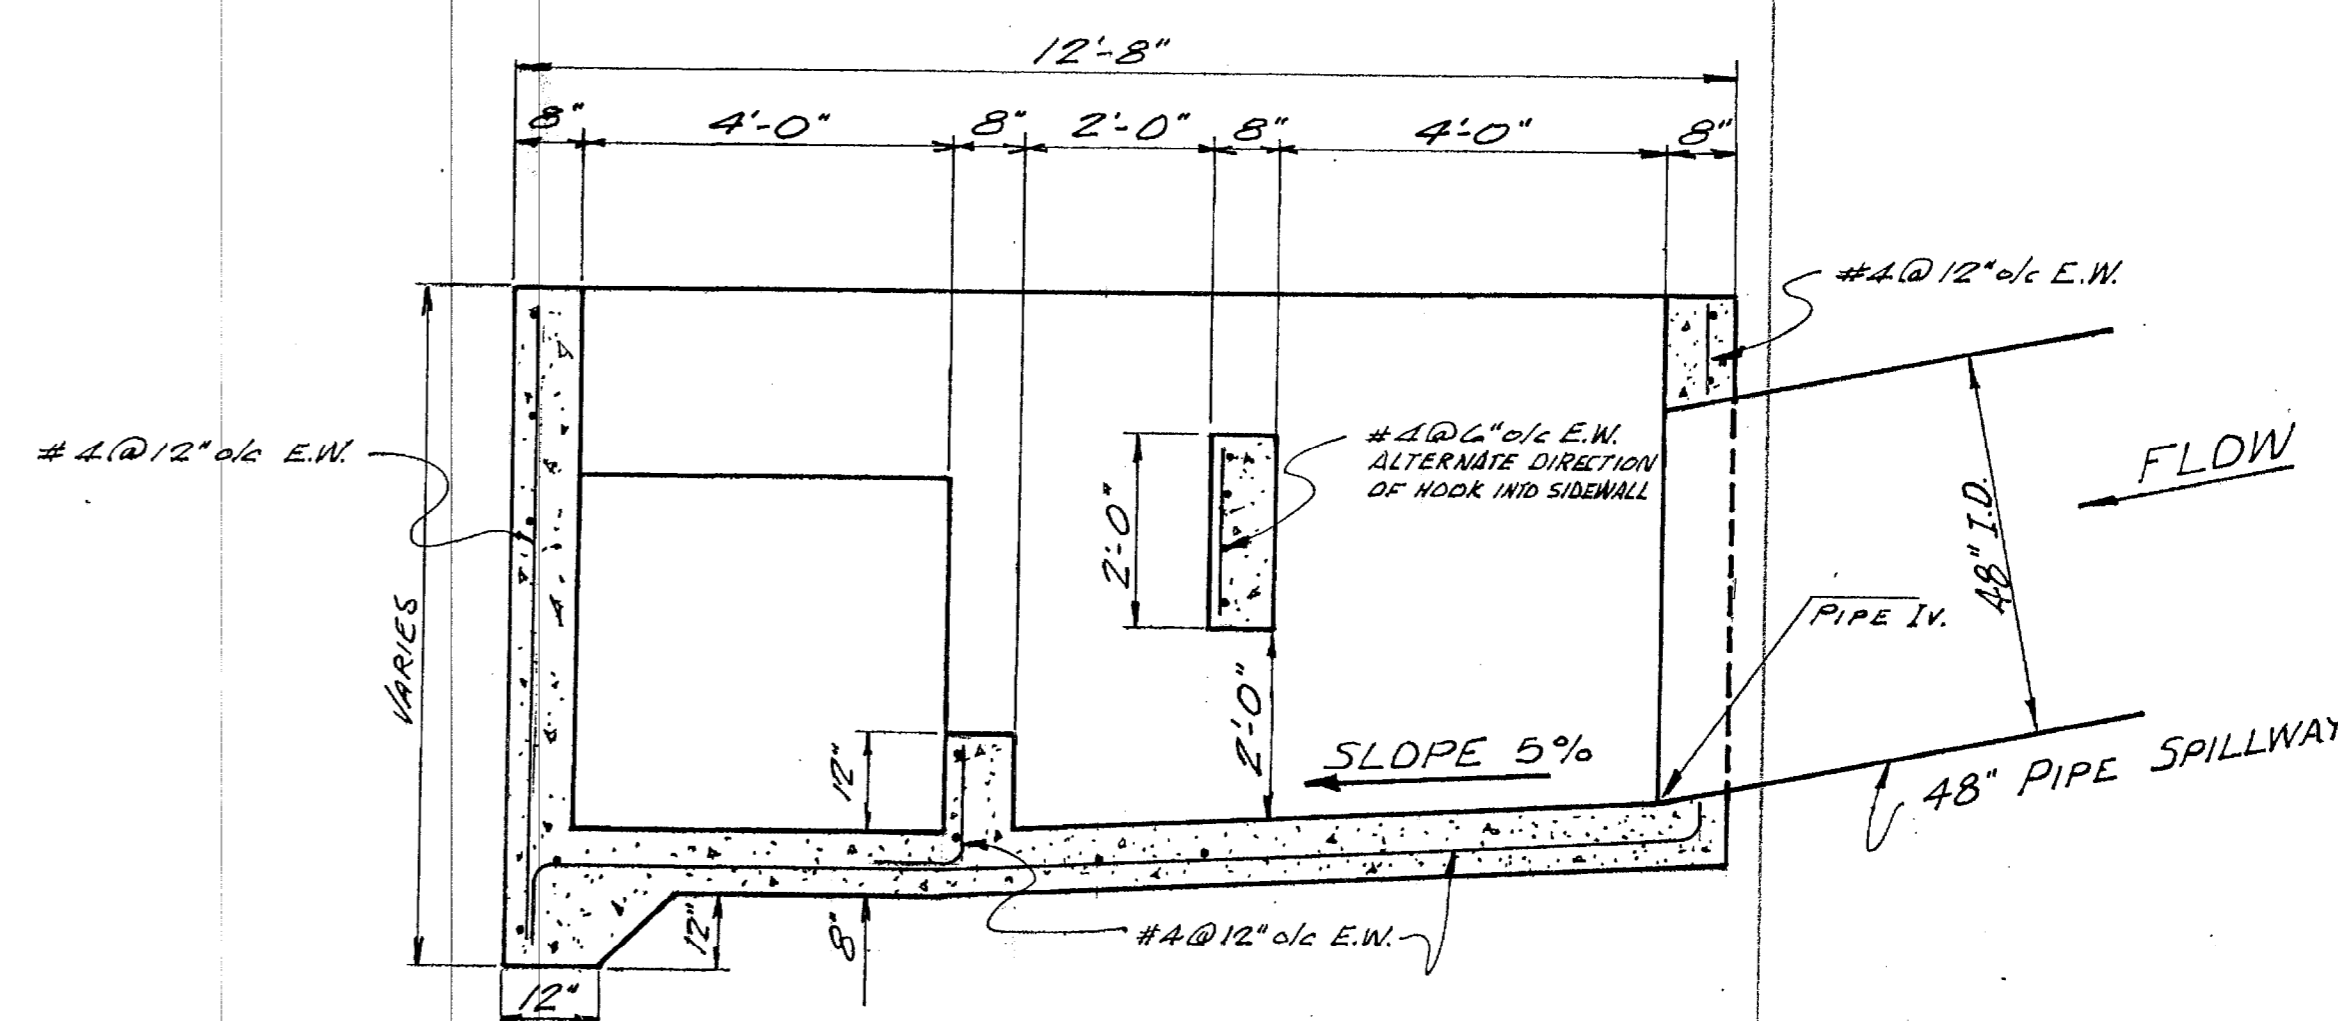 12'-8"
8" 4'-0" 8" 2'-0" 8" 4'-0" 8"
#4@12"o/c E.W.
#4@12"o/c E.W.
#4@6"o/c E.W.
ALTERNATE DIRECTION
OF HOOK INTO SIDEWALL
FLOW
2'-0"
48" I.D.
VARIES
PIPE IV.
2'-0"
12"
SLOPE 5%
48" PIPE SPILLWAY
12"
8"
#4@12"o/c E.W.
12"